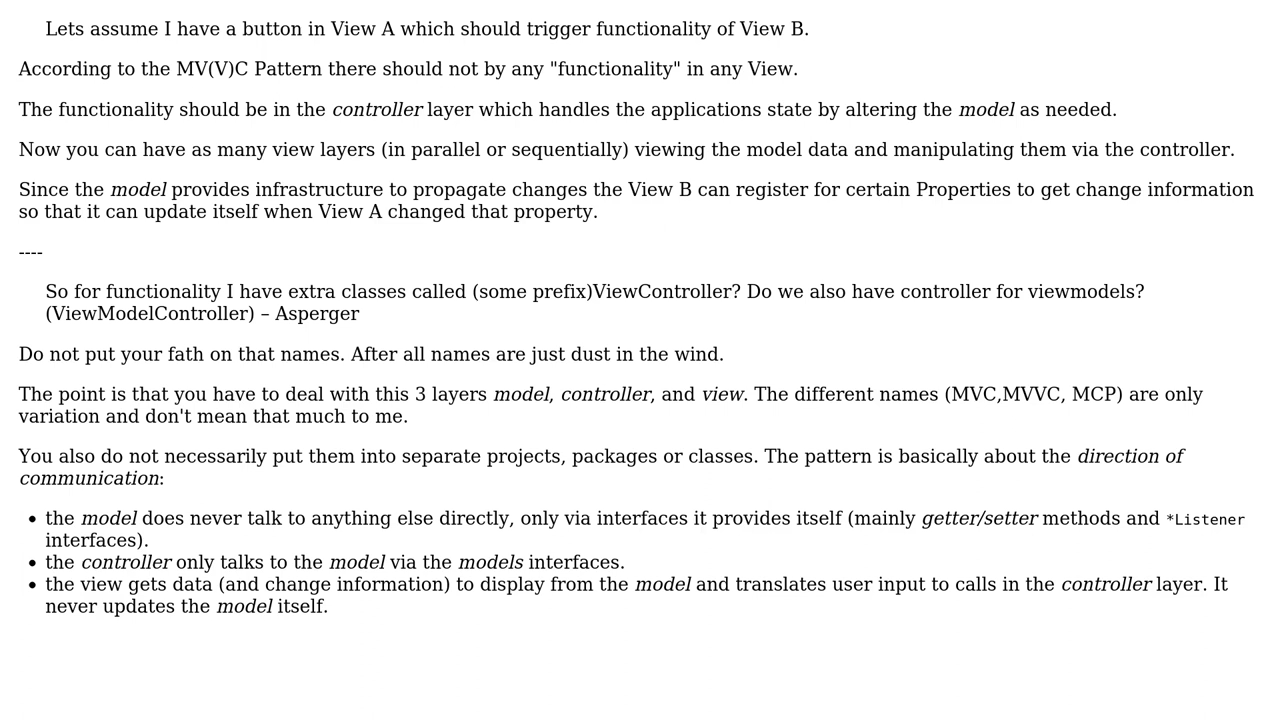 Lets assume I have a button in View A which should trigger functionality of View B.
According to the MV(V)C Pattern there should not by any "functionality" in any View.
The functionality should be in the controller layer which handles the applications state by altering the model as needed.
Now you can have as many view layers (in parallel or sequentially) viewing the model data and manipulating them via the controller.
Since the model provides infrastructure to propagate changes the View B can register for certain Properties to get change information
so that it can update itself when View A changed that property.
----
So for functionality I have extra classes called (some prefix)ViewController? Do we also have controller for viewmodels?
(ViewModelController) – Asperger
Do not put your fath on that names. After all names are just dust in the wind.
The point is that you have to deal with this 3 layers model, controller, and view. The different names (MVC,MVVC, MCP) are only
variation and don't mean that much to me.
You also do not necessarily put them into separate projects, packages or classes. The pattern is basically about the direction of
communication:
• the model does never talk to anything else directly, only via interfaces it provides itself (mainly getter/setter methods and *Listener
interfaces).
• the controller only talks to the model via the models interfaces.
• the view gets data (and change information) to display from the model and translates user input to calls in the controller layer. It
never updates the model itself.